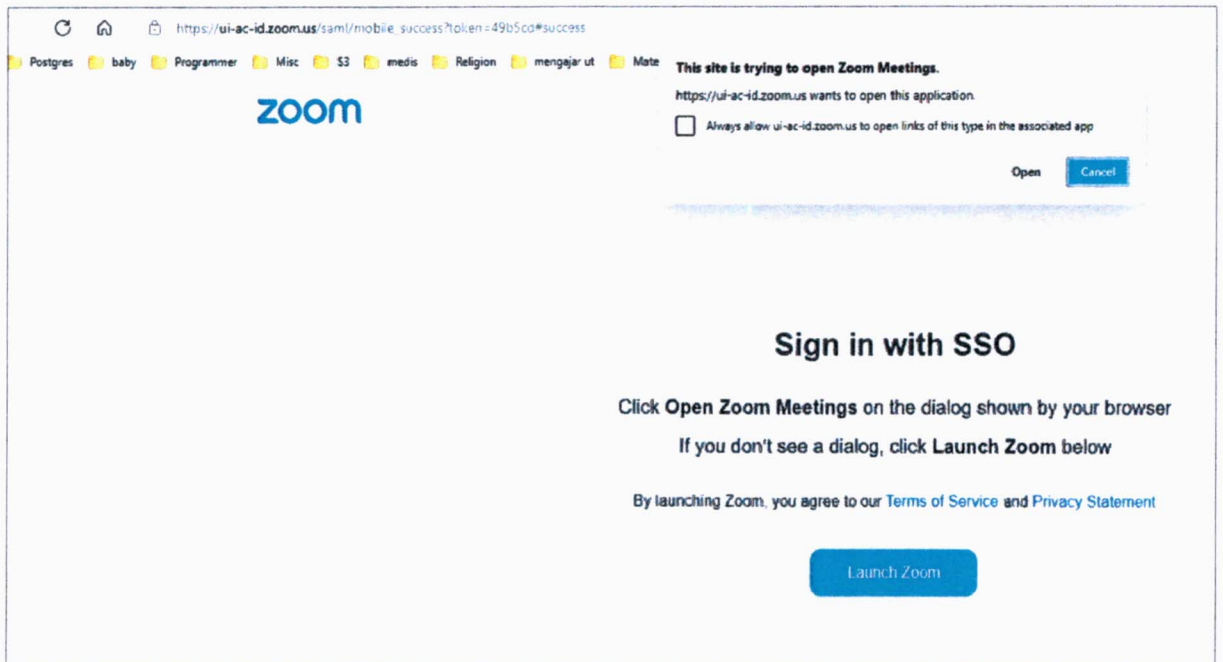 https://ui-ac-id.zoom.us/saml/mobile_success?token=49b5cd#success
Postgres baby Programmer Misc S3 medis Religion mengajar ut Mate
This site is trying to open Zoom Meetings.
https://ui-ac-id.zoom.us wants to open this application.
Always allow ui-ac-id.zoom.us to open links of this type in the associated app
Open Cancel
zoom
Sign in with SSO
Click Open Zoom Meetings on the dialog shown by your browser
If you don't see a dialog, click Launch Zoom below
By launching Zoom, you agree to our Terms of Service and Privacy Statement
Launch Zoom